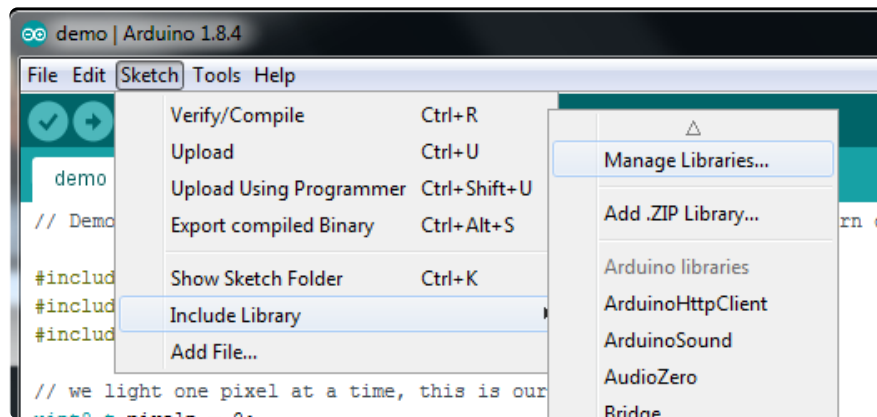 demo | Arduino 1.8.4
File Edit Sketch Tools Help
Verify/Compile Ctrl+R
Upload Ctrl+U
Upload Using Programmer Ctrl+Shift+U
Export compiled Binary Ctrl+Alt+S
Show Sketch Folder Ctrl+K
Include Library
Add File...
Manage Libraries...
Add .ZIP Library...
Arduino libraries
ArduinoHttpClient
ArduinoSound
AudioZero
Bridge
demo
// Demo
rn
#includ
#includ
#includ
// we light one pixel at a time, this is our